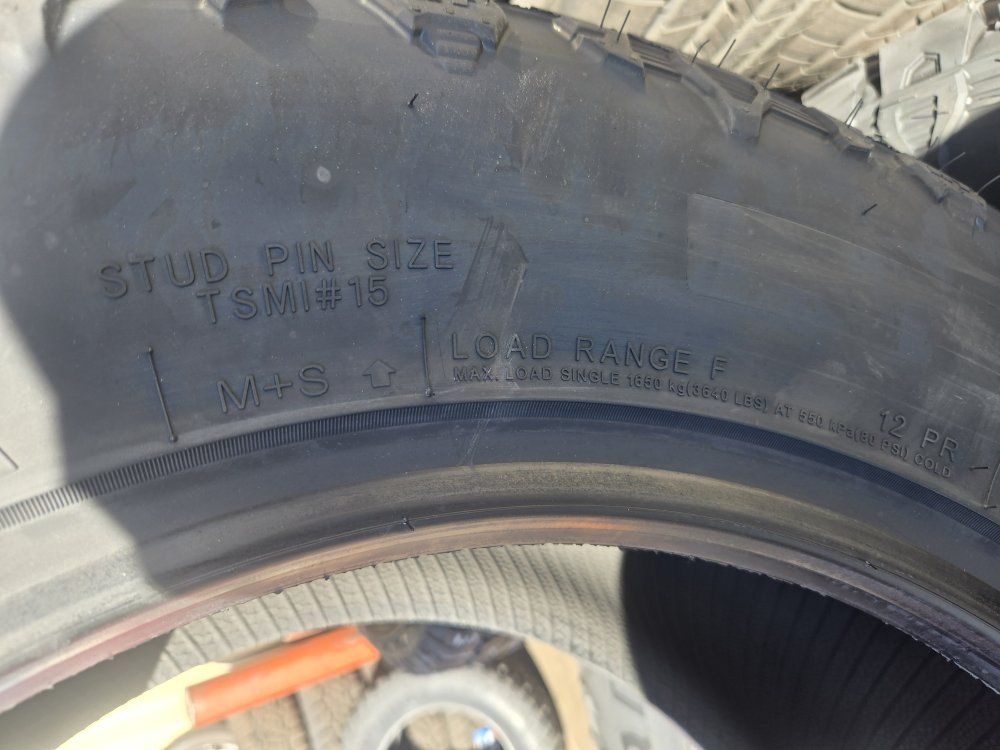 STUD PIN SIZE
TSMI#15
M+S
LOAD RANGE F
12 PR
MAX. LOAD SINGLE 1650 kg(3640 LBS) AT 550 kPa(80 PSI) COLD